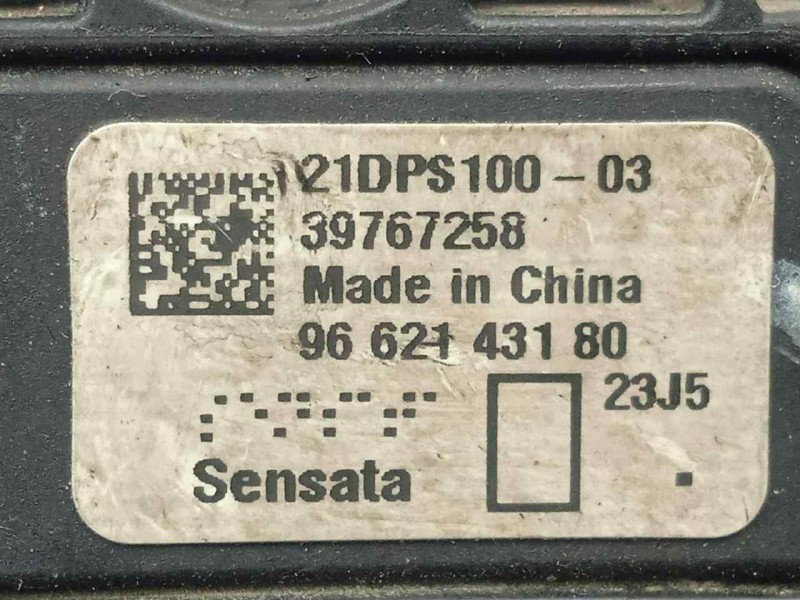 21DPS100-03
39767258
Made in China
96 621 431 80
23J5
Sensata